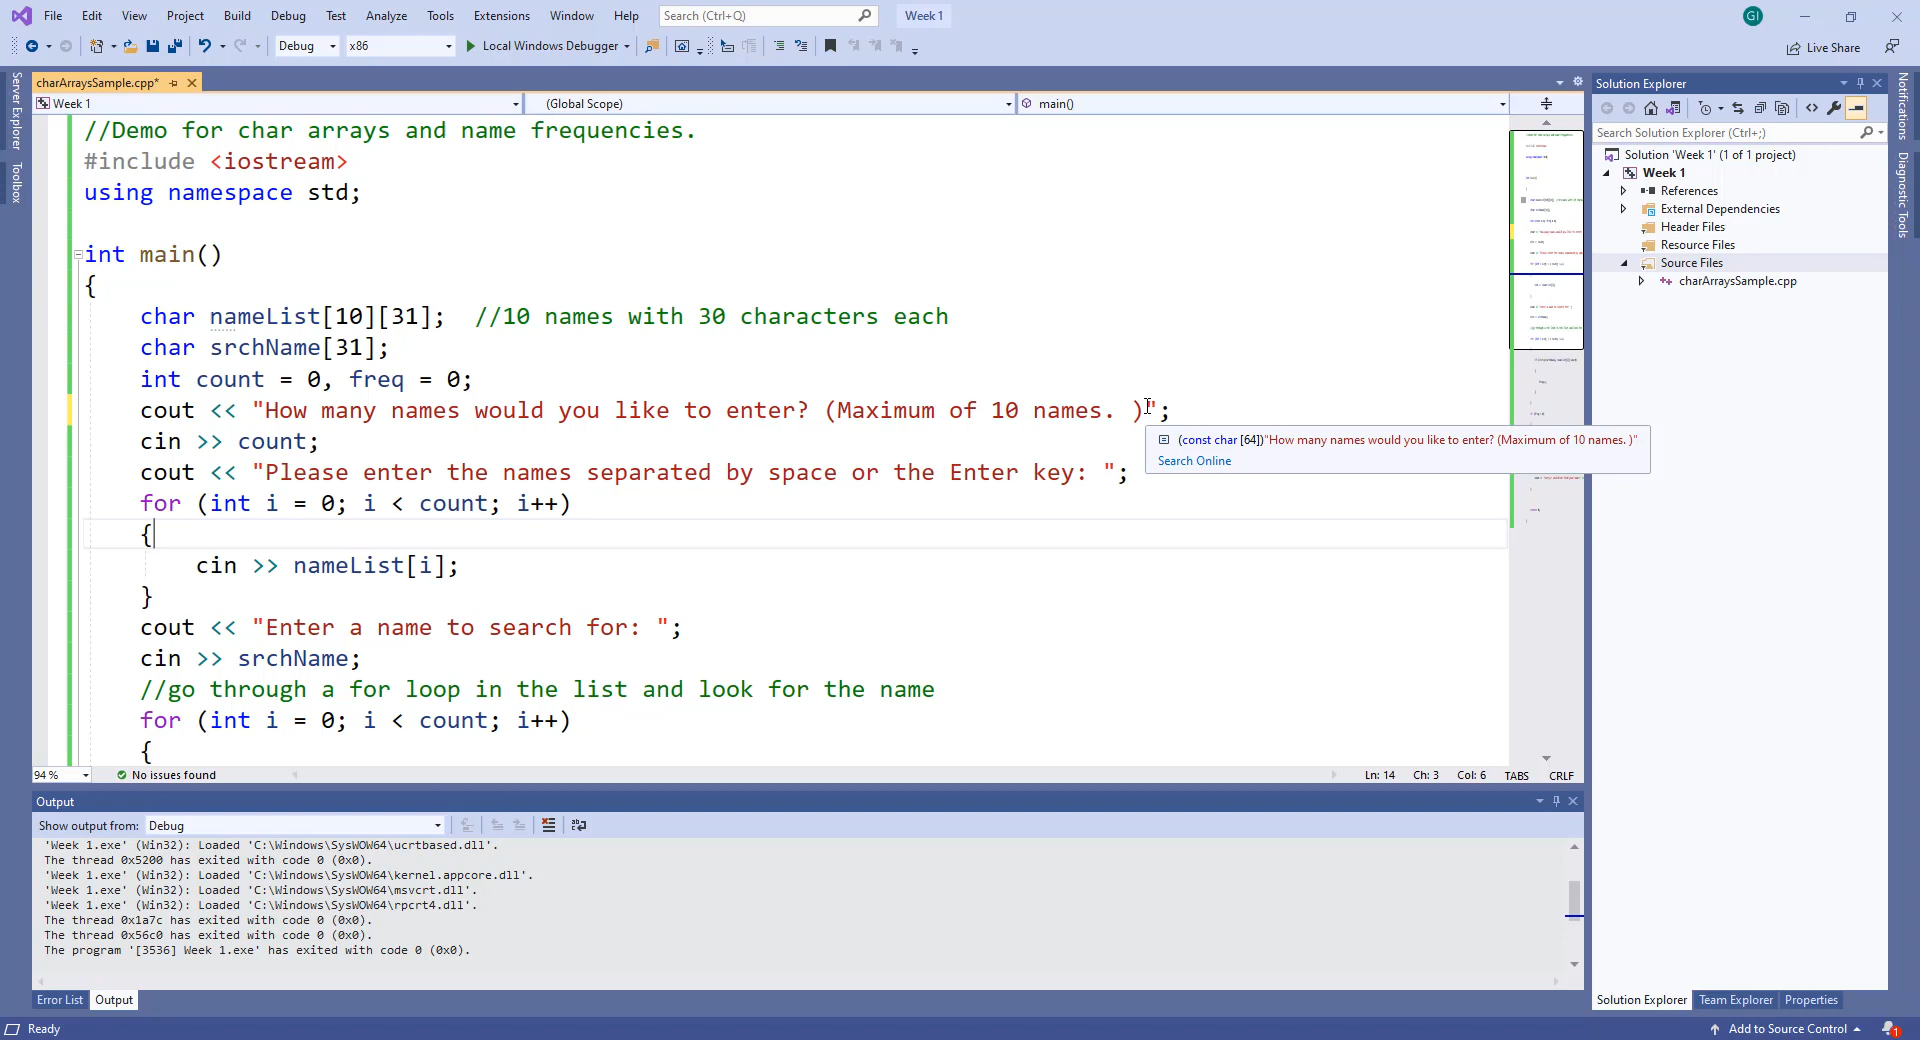 File Edit View Project Build Debug Test Analyze Tools Extensions Window Help Search (Ctrl+Q) Week 1 GI
Debug x86 Local Windows Debugger Live Share
Server Explorer
Toolbox
charArraysSample.cpp*
Week 1 (Global Scope) main()
//Demo for char arrays and name frequencies.
#include <iostream>
using namespace std;
int main()
{
char nameList[10][31]; //10 names with 30 characters each
char srchName[31];
int count = 0, freq = 0;
cout << "How many names would you like to enter? (Maximum of 10 names. )";
cin >> count;
cout << "Please enter the names separated by space or the Enter key: ";
for (int i = 0; i < count; i++)
{
cin >> nameList[i];
}
cout << "Enter a name to search for: ";
cin >> srchName;
//go through a for loop in the list and look for the name
for (int i = 0; i < count; i++)
{
(const char [64])"How many names would you like to enter? (Maximum of 10 names. )"
Search Online
94 % No issues found Ln: 14 Ch: 3 Col: 6 TABS CRLF
Output
Show output from: Debug
'Week 1.exe' (Win32): Loaded 'C:\Windows\SysWOW64\ucrtbased.dll'.
The thread 0x5200 has exited with code 0 (0x0).
'Week 1.exe' (Win32): Loaded 'C:\Windows\SysWOW64\kernel.appcore.dll'.
'Week 1.exe' (Win32): Loaded 'C:\Windows\SysWOW64\msvcrt.dll'.
'Week 1.exe' (Win32): Loaded 'C:\Windows\SysWOW64\rpcrt4.dll'.
The thread 0x1a7c has exited with code 0 (0x0).
The thread 0x56c0 has exited with code 0 (0x0).
The program '[3536] Week 1.exe' has exited with code 0 (0x0).
Error List Output
Solution Explorer
Search Solution Explorer (Ctrl+;)
Solution 'Week 1' (1 of 1 project)
Week 1
References
External Dependencies
Header Files
Resource Files
Source Files
charArraysSample.cpp
Solution Explorer Team Explorer Properties
Notifications
Diagnostic Tools
Ready Add to Source Control 1